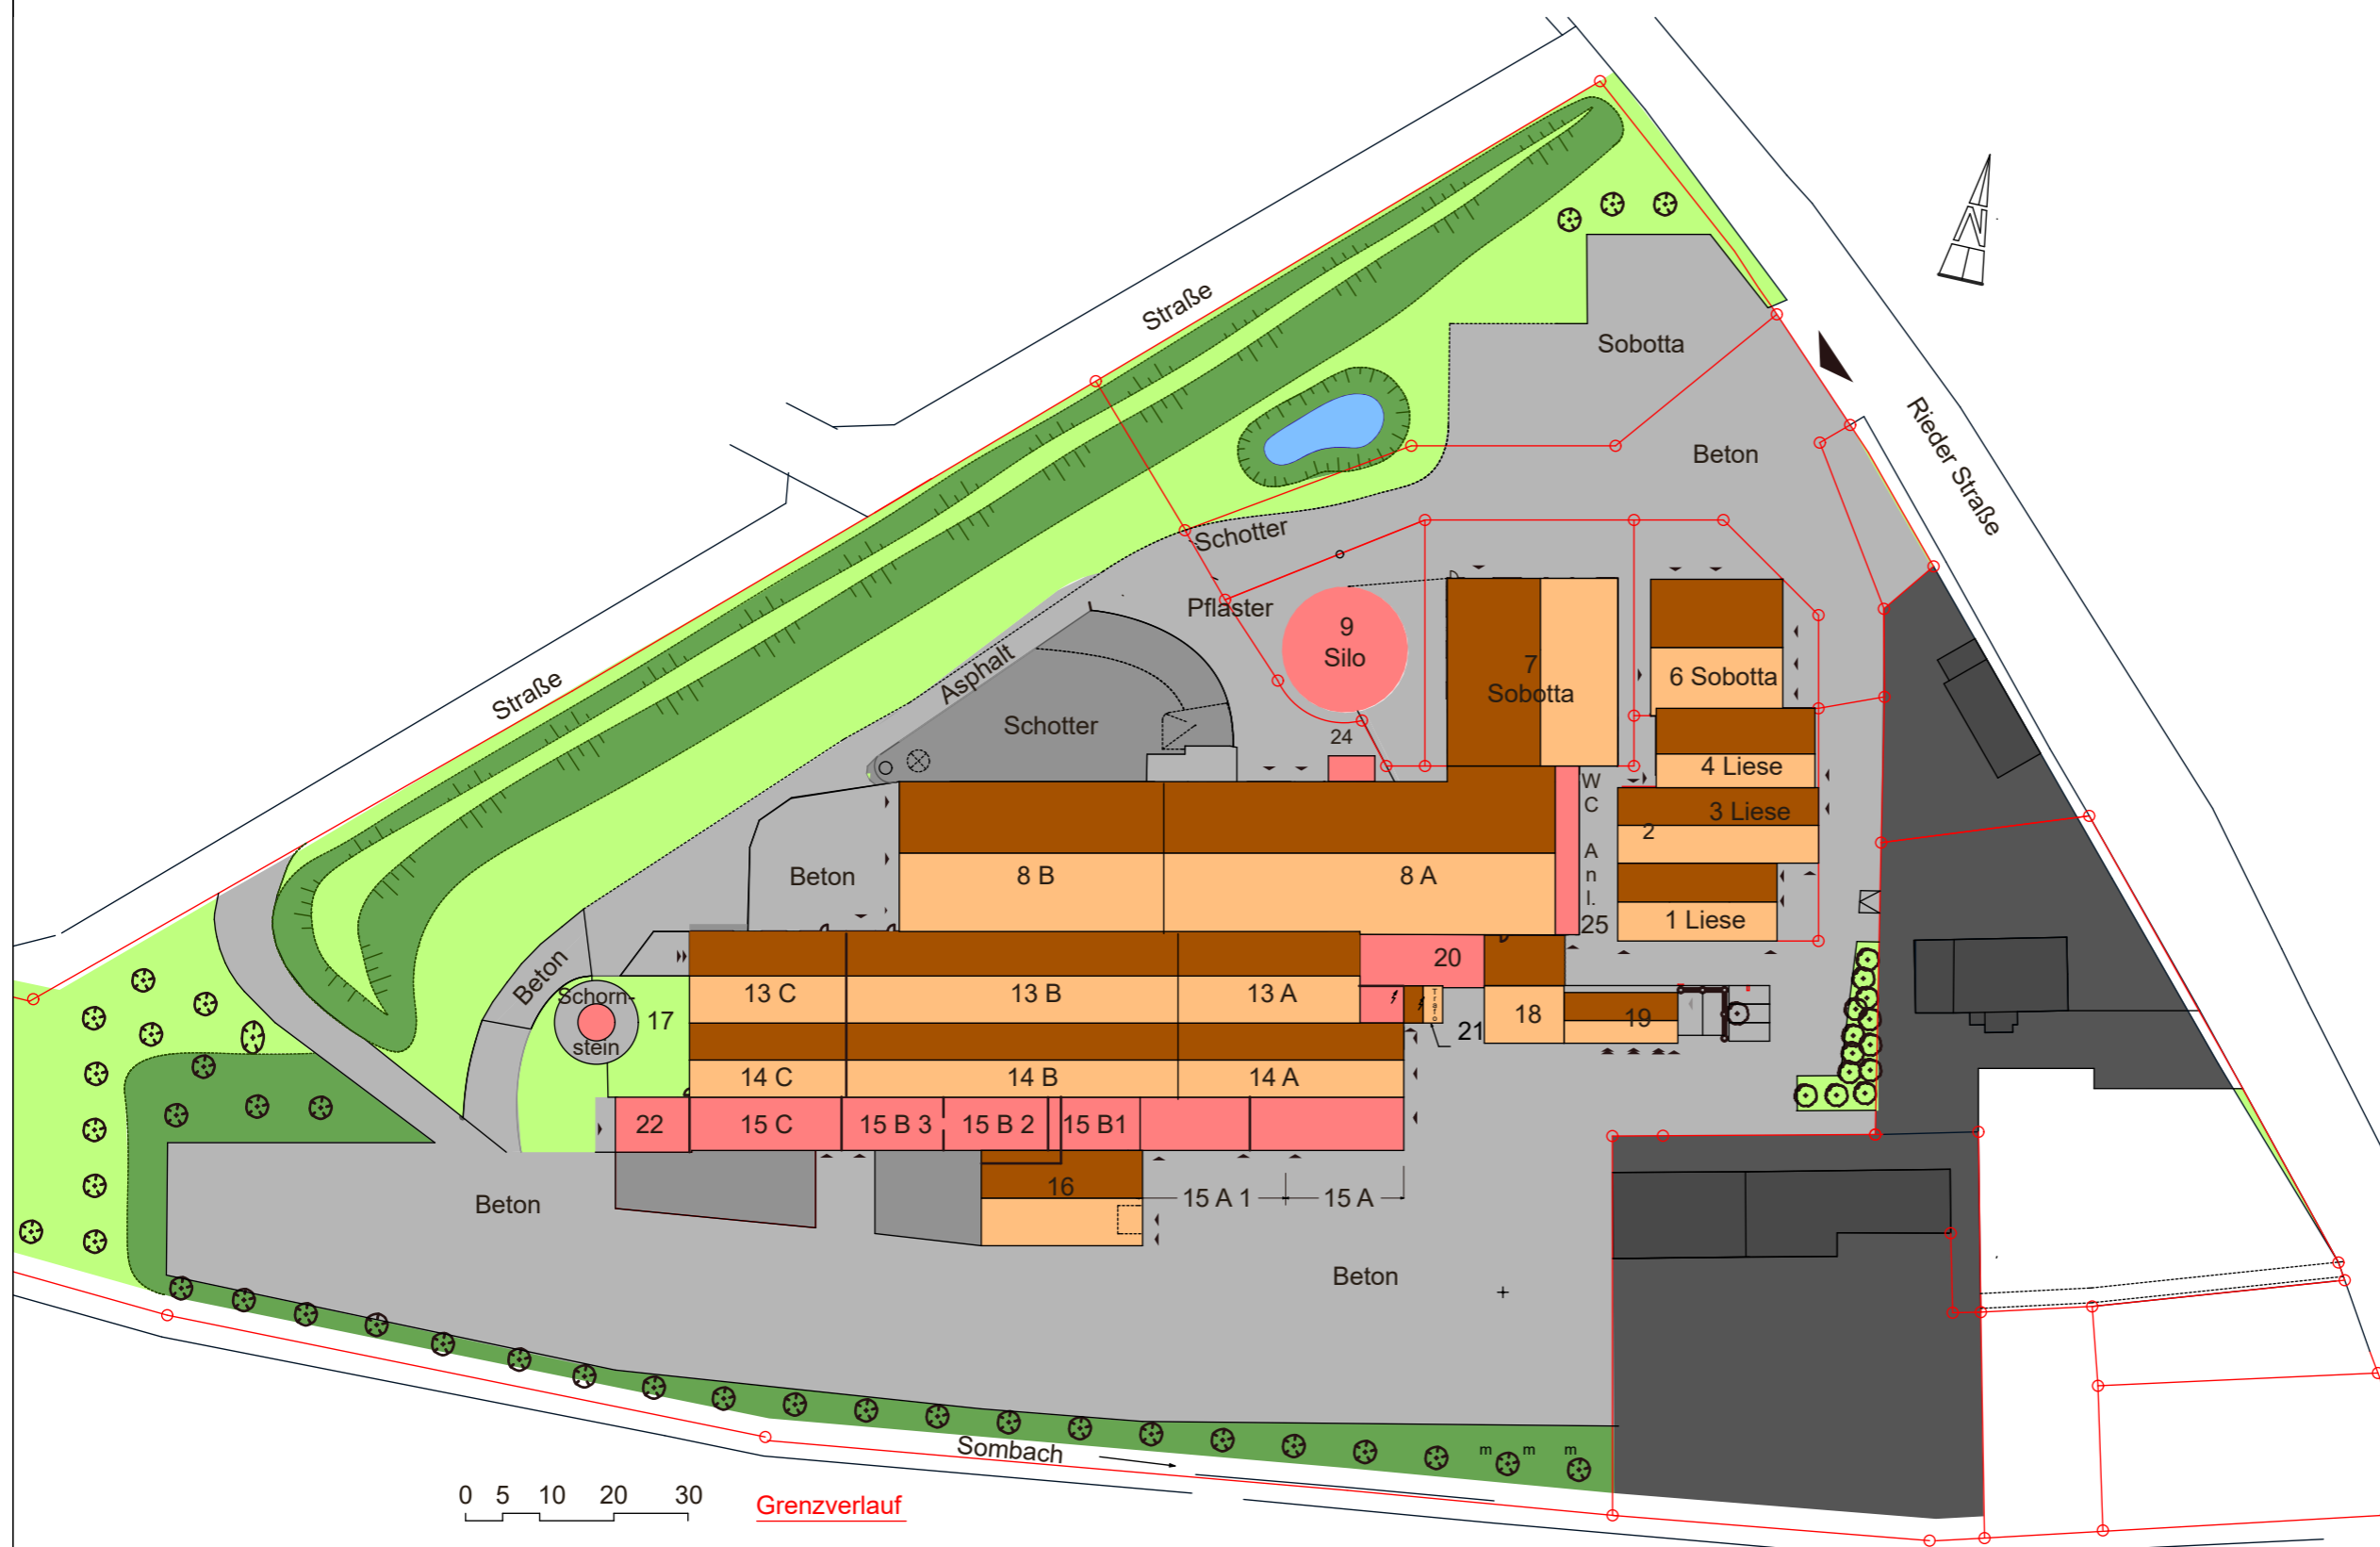 N
Straße
Sobotta
Rieder Straße
Beton
Schotter
Pflaster
9
Silo
7
Sobotta
6 Sobotta
Straße
Asphalt
Schotter
24
4 Liese
WC Anl.
25
3 Liese
2
Beton
8 B
8 A
1 Liese
20
Beton
Schorn-
stein
17
13 C
13 B
13 A
Trafo
21
18
19
14 C
14 B
14 A
22
15 C
15 B 3
15 B 2
15 B1
16
15 A 1
15 A
Beton
Beton
Sombach
m
m
m
0 5 10 20 30
Grenzverlauf